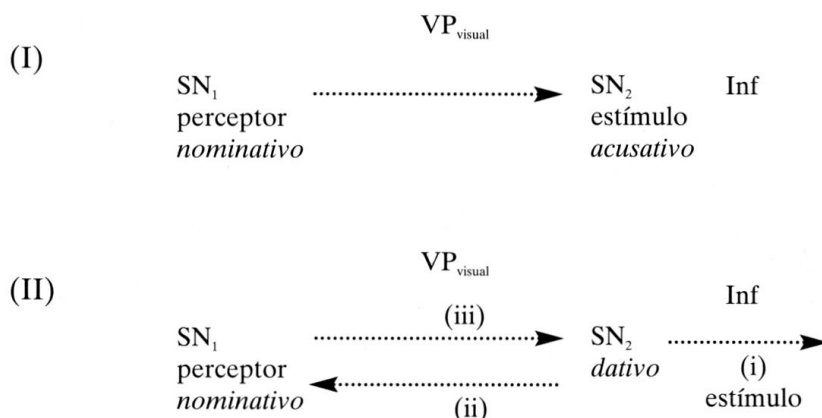 VP visual
(I)
SN1 SN2 Inf
perceptor estímulo
nominativo acusativo
VP visual
(II)
Inf
(iii)
SN1 SN2
perceptor dativo (i)
nominativo estímulo
(ii)